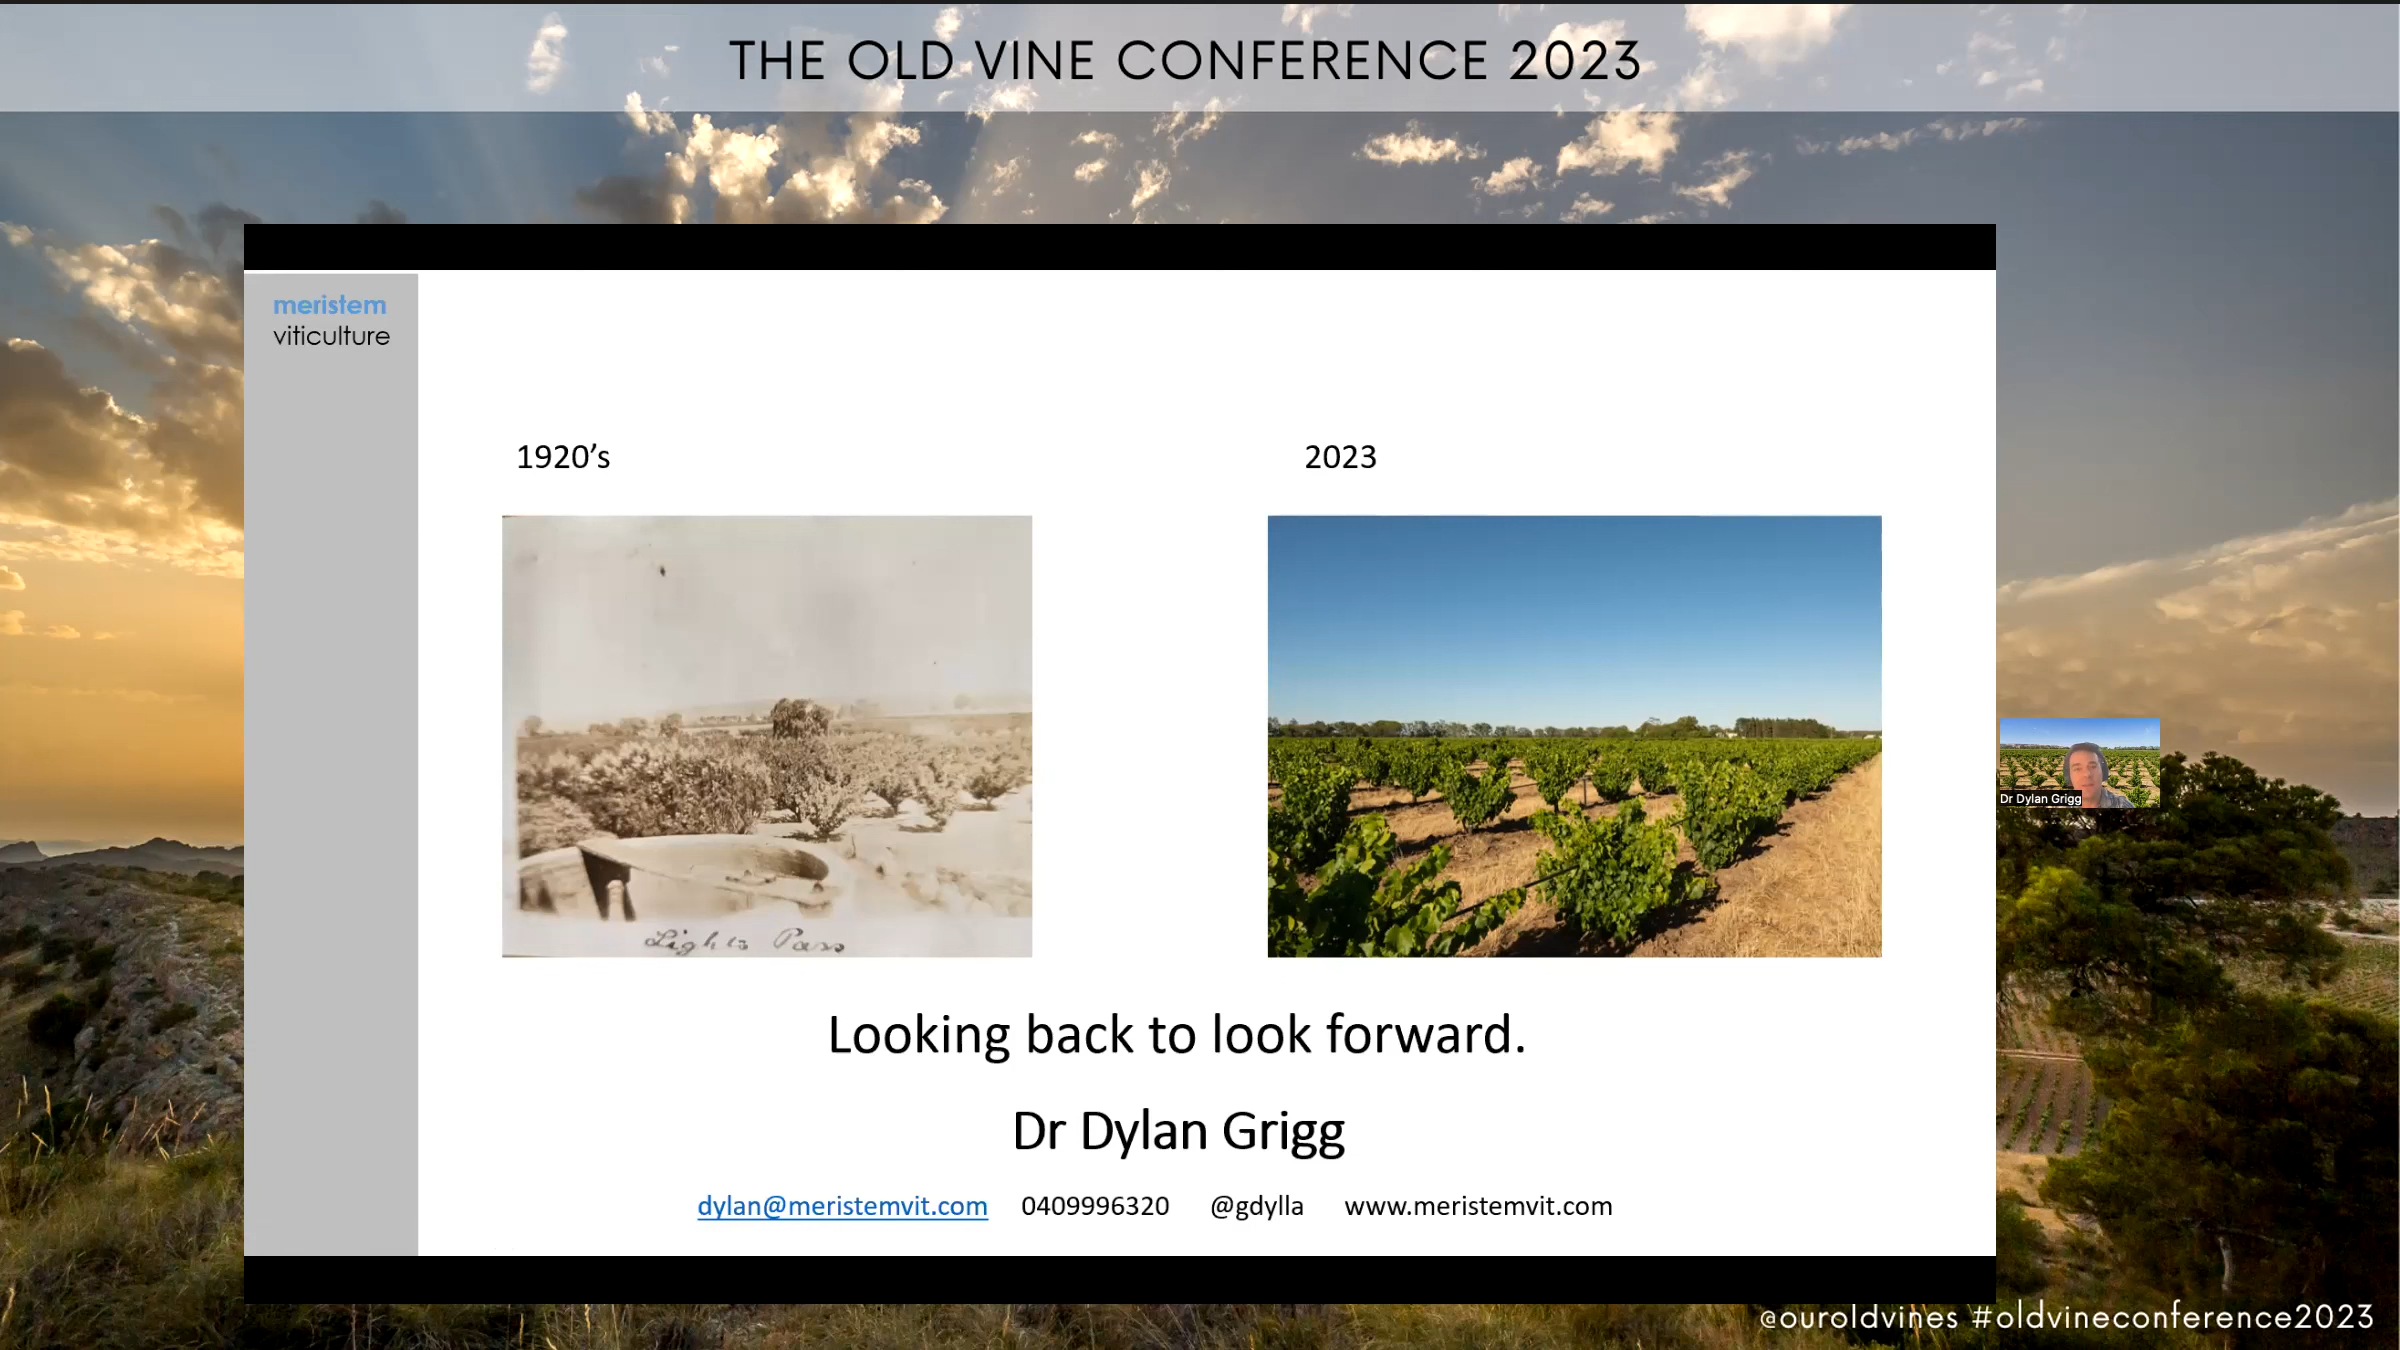 THE OLD VINE CONFERENCE 2023
meristem
viticulture
1920’s
2023
Lights Pass
Dr Dylan Grigg
Looking back to look forward.
Dr Dylan Grigg
dylan@meristemvit.com 0409996320 @gdylla www.meristemvit.com
@ouroldvines #oldvineconference2023